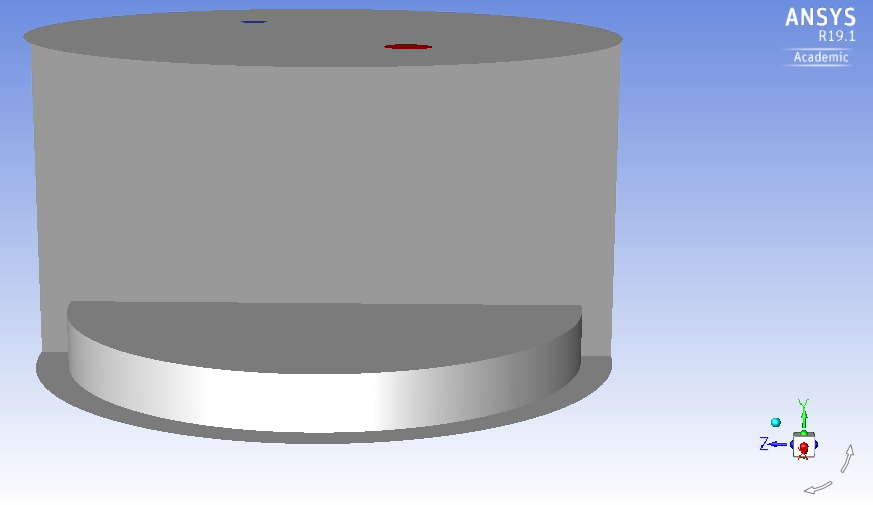 ANSYS
R19.1
Academic
Y
Z